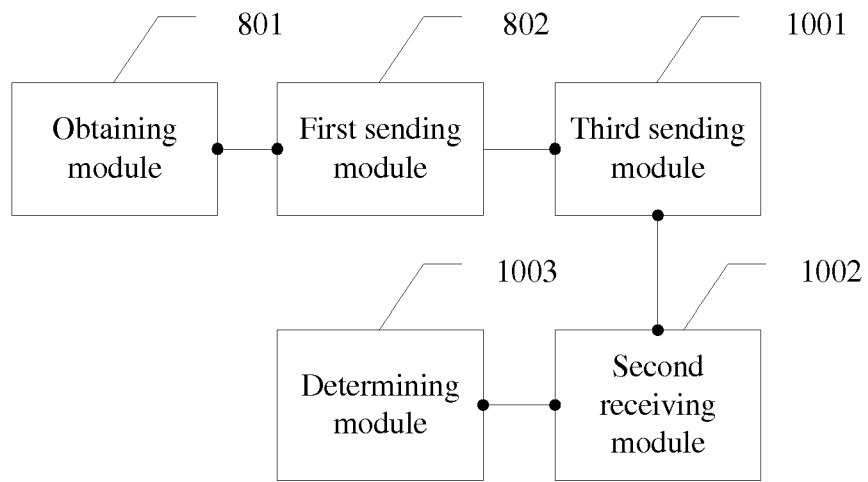 801
802
1001
Obtaining
module
First sending
module
Third sending
module
1003
1002
Determining
module
Second
receiving
module